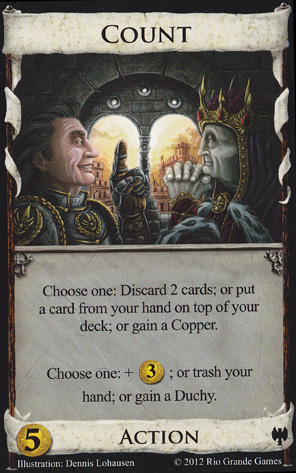 COUNT
Choose one: Discard 2 cards; or put
a card from your hand on top of your
deck; or gain a Copper.
Choose one: + 3 ; or trash your
hand; or gain a Duchy.
5 ACTION
Illustration: Dennis Lohausen © 2012 Rio Grande Games